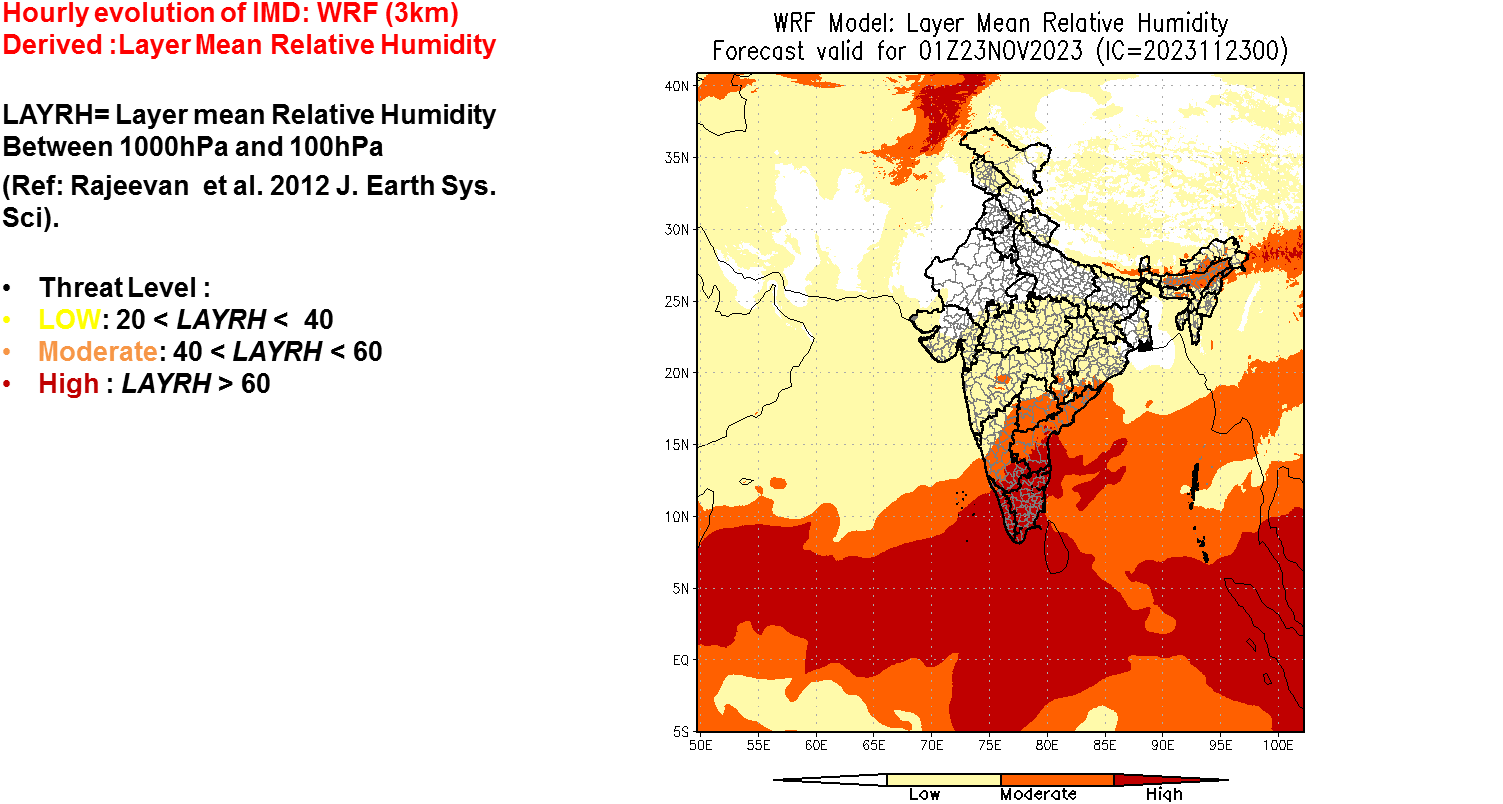 Hourly evolution of IMD: WRF (3km)
Derived :Layer Mean Relative Humidity
LAYRH= Layer mean Relative Humidity
Between 1000hPa and 100hPa
(Ref: Rajeevan et al. 2012 J. Earth Sys.
Sci).
• Threat Level :
• LOW: 20 < LAYRH < 40
• Moderate: 40 < LAYRH < 60
• High : LAYRH > 60
WRF Model: Layer Mean Relative Humidity
Forecast valid for 01Z23NOV2023 (IC=2023112300)
40N
35N
30N
25N
20N
15N
10N
5N
EQ
5S
50E 55E 60E 65E 70E 75E 80E 85E 90E 95E 100E
Low Moderate High